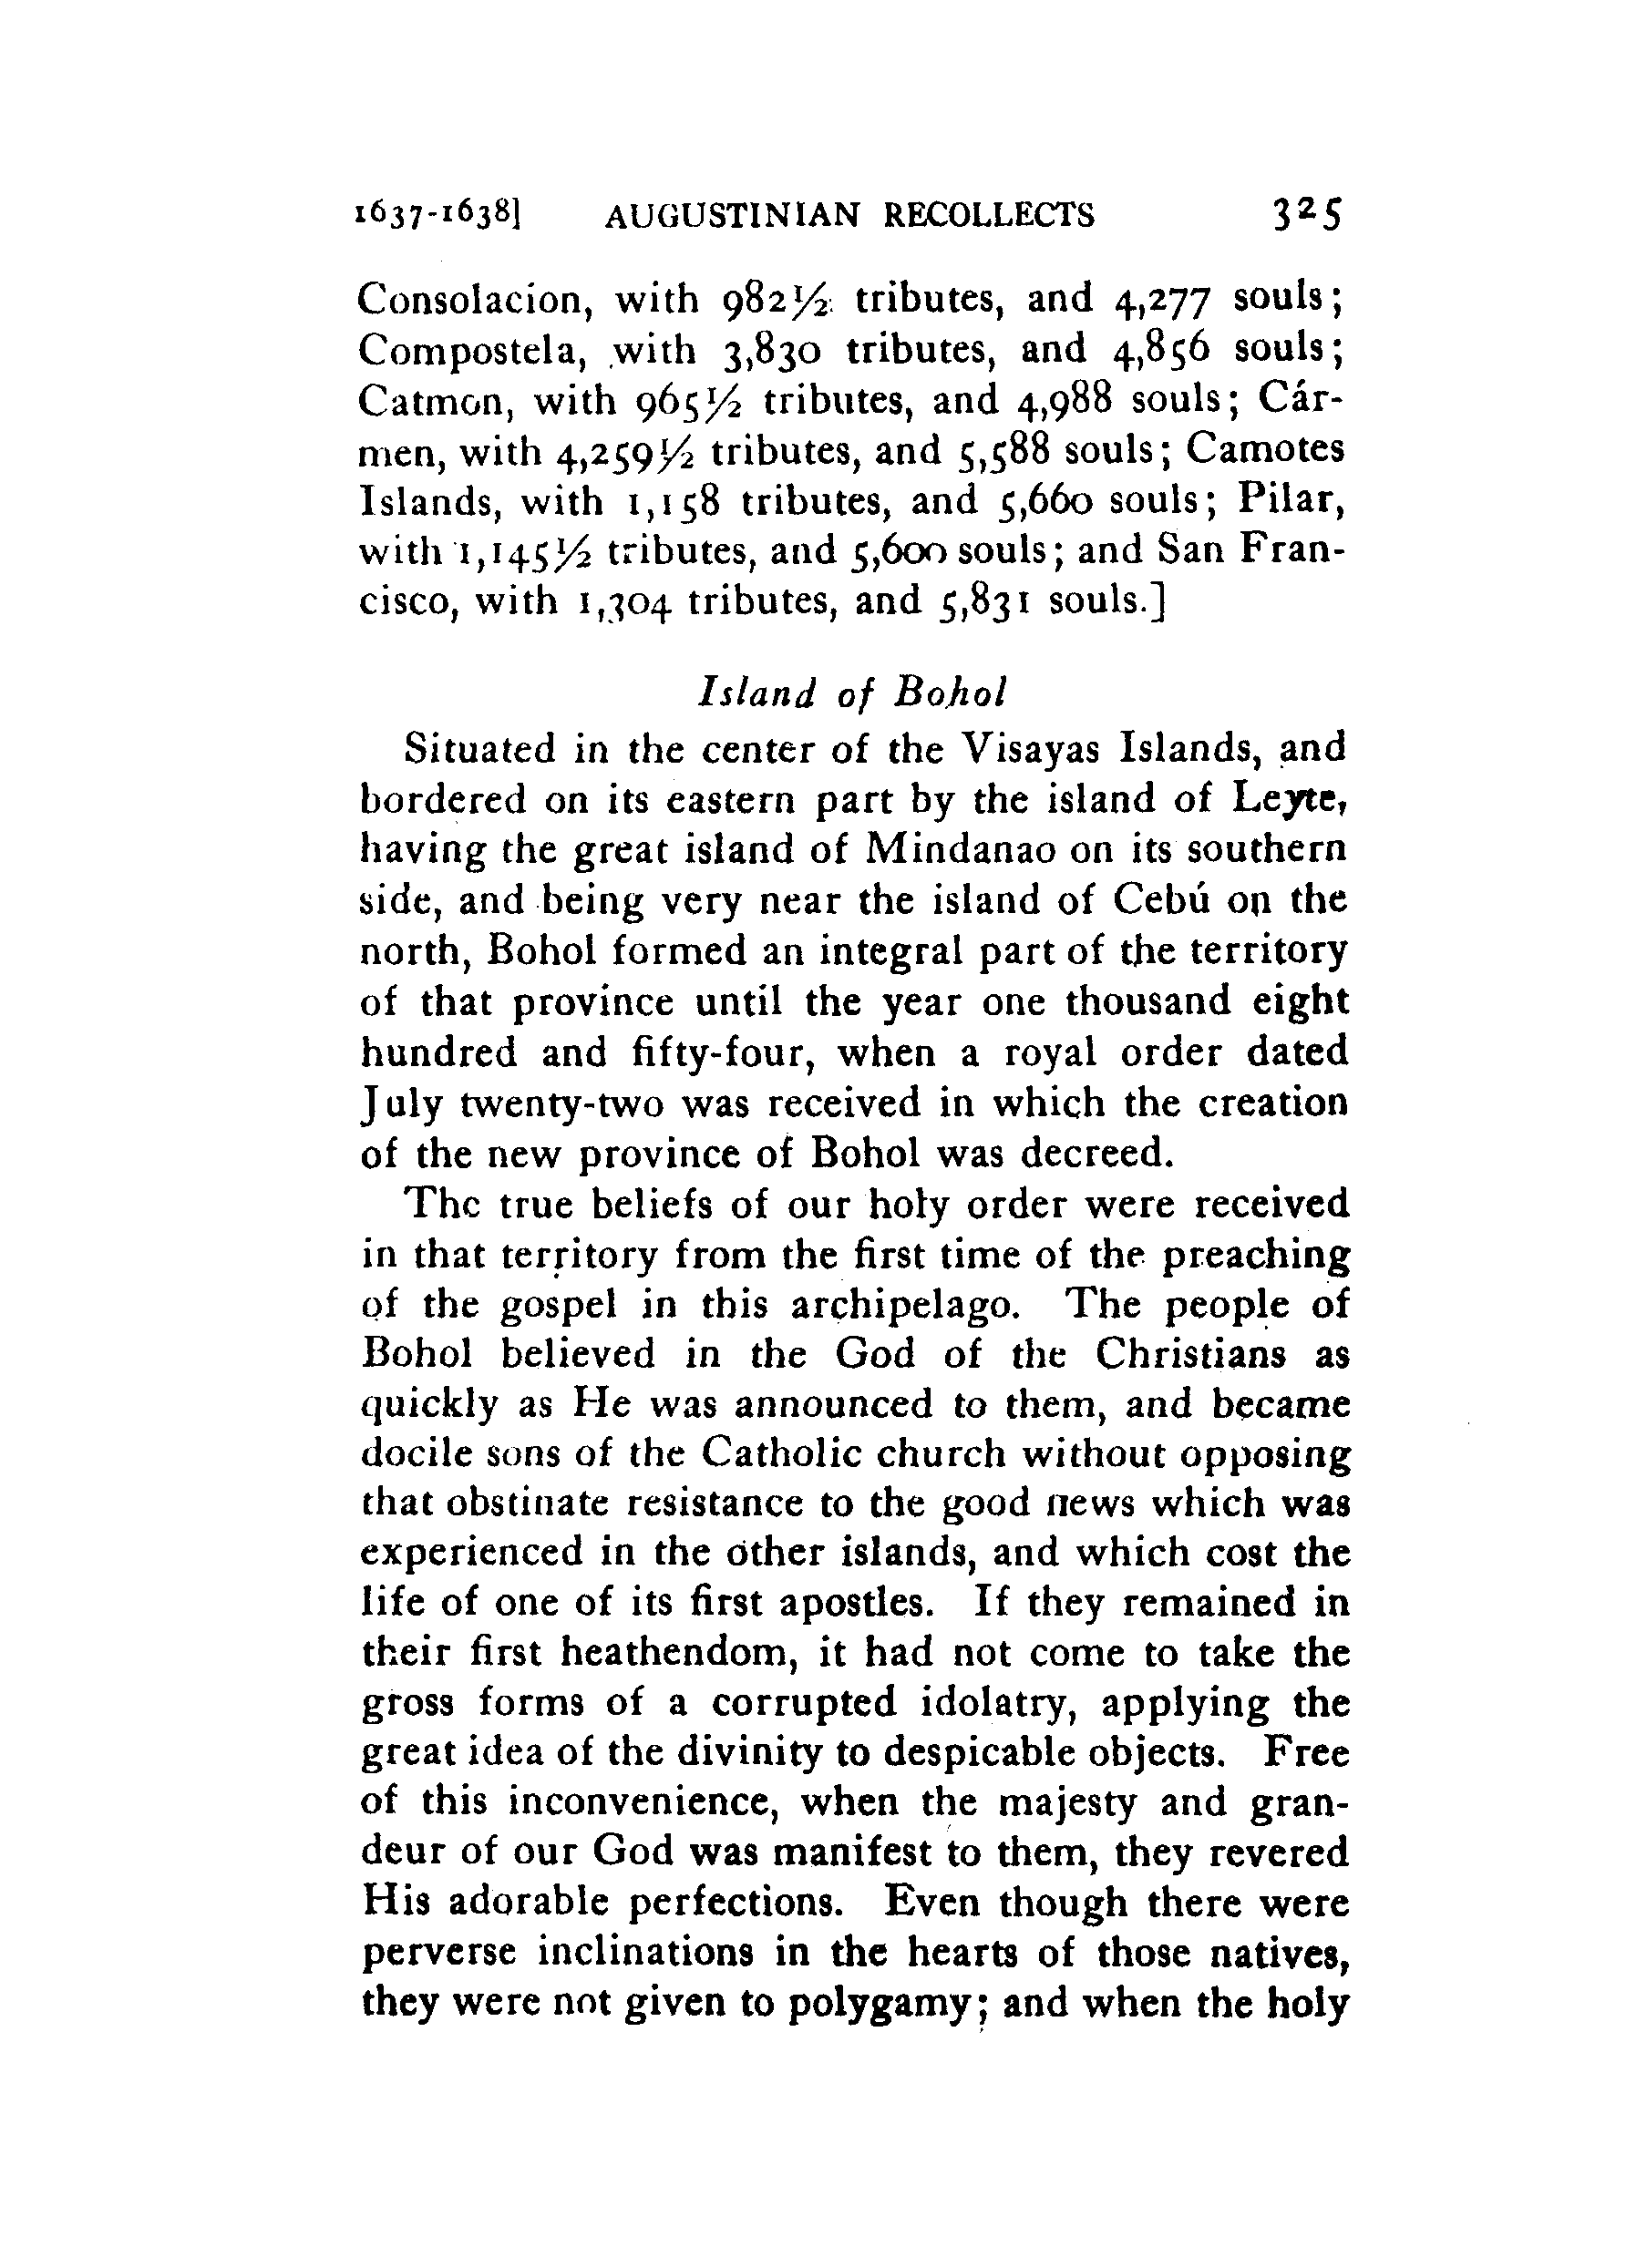 1637-1638] AUGUSTINIAN RECOLLECTS 325
Consolacion, with 982½ tributes, and 4,277 souls;
Compostela, with 3,830 tributes, and 4,856 souls;
Catmon, with 965½ tributes, and 4,988 souls; Cár-
men, with 4,259½ tributes, and 5,588 souls; Camotes
Islands, with 1,158 tributes, and 5,660 souls; Pilar,
with 1,145½ tributes, and 5,600 souls; and San Fran-
cisco, with 1,304 tributes, and 5,831 souls.]
Island of Bohol
Situated in the center of the Visayas Islands, and
bordered on its eastern part by the island of Leyte,
having the great island of Mindanao on its southern
side, and being very near the island of Cebú on the
north, Bohol formed an integral part of the territory
of that province until the year one thousand eight
hundred and fifty-four, when a royal order dated
July twenty-two was received in which the creation
of the new province of Bohol was decreed.
The true beliefs of our holy order were received
in that territory from the first time of the preaching
of the gospel in this archipelago. The people of
Bohol believed in the God of the Christians as
quickly as He was announced to them, and became
docile sons of the Catholic church without opposing
that obstinate resistance to the good news which was
experienced in the other islands, and which cost the
life of one of its first apostles. If they remained in
their first heathendom, it had not come to take the
gross forms of a corrupted idolatry, applying the
great idea of the divinity to despicable objects. Free
of this inconvenience, when the majesty and gran-
deur of our God was manifest to them, they revered
His adorable perfections. Even though there were
perverse inclinations in the hearts of those natives,
they were not given to polygamy; and when the holy